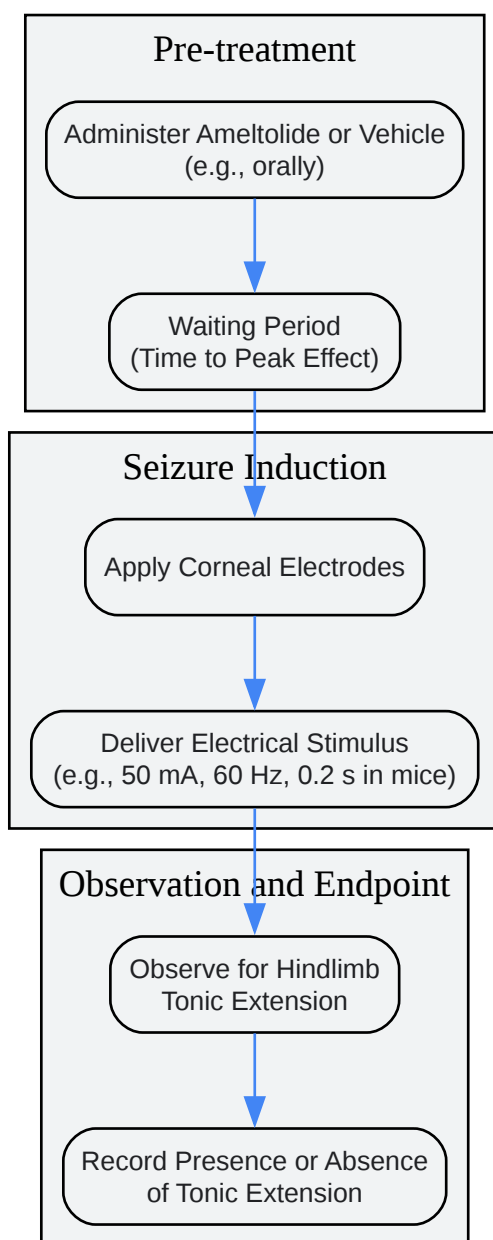 Pre-treatment
Administer Ameltolide or Vehicle
(e.g., orally)
Waiting Period
(Time to Peak Effect)
Seizure Induction
Apply Corneal Electrodes
Deliver Electrical Stimulus
(e.g., 50 mA, 60 Hz, 0.2 s in mice)
Observation and Endpoint
Observe for Hindlimb
Tonic Extension
Record Presence or Absence
of Tonic Extension